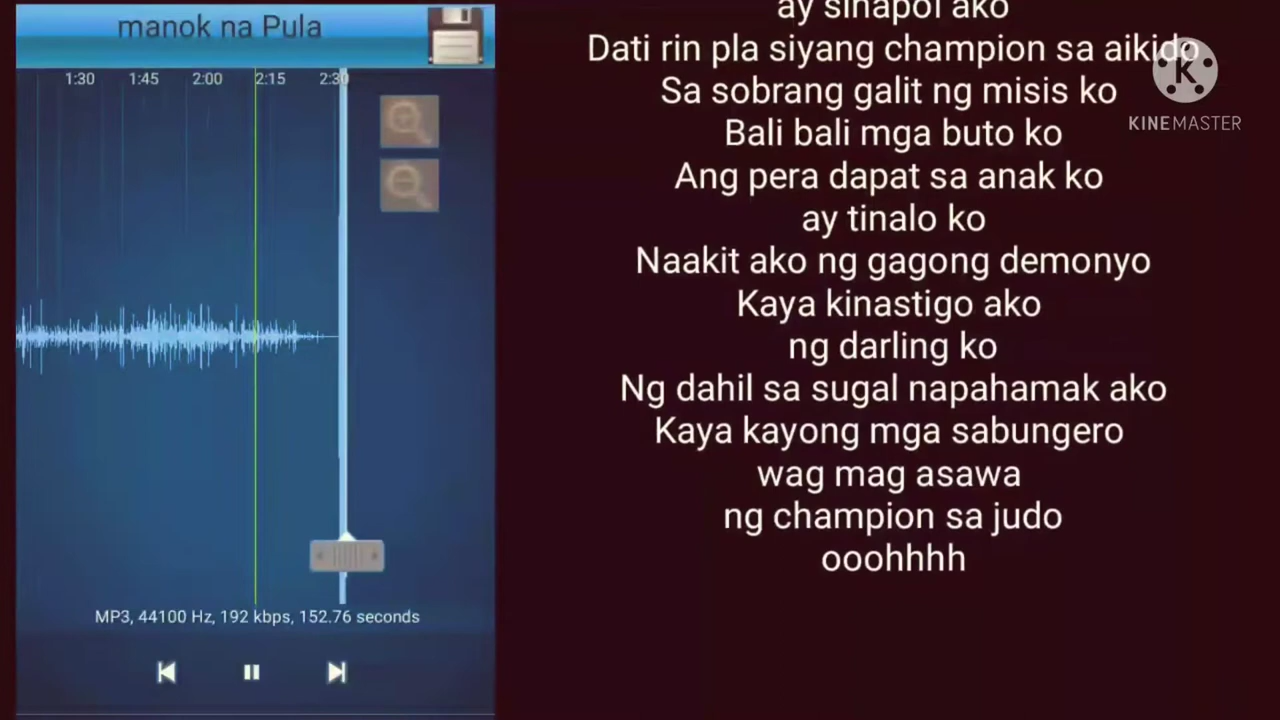 manok na Pula
1:30 1:45 2:00 2:15 2:30
MP3, 44100 Hz, 192 kbps, 152.76 seconds
ay sinapol ako
Dati rin pla siyang champion sa aikido
Sa sobrang galit ng misis ko
Bali bali mga buto ko
Ang pera dapat sa anak ko
ay tinalo ko
Naakit ako ng gagong demonyo
Kaya kinastigo ako
ng darling ko
Ng dahil sa sugal napahamak ako
Kaya kayong mga sabungero
wag mag asawa
ng champion sa judo
ooohhhh
K
KINEMASTER